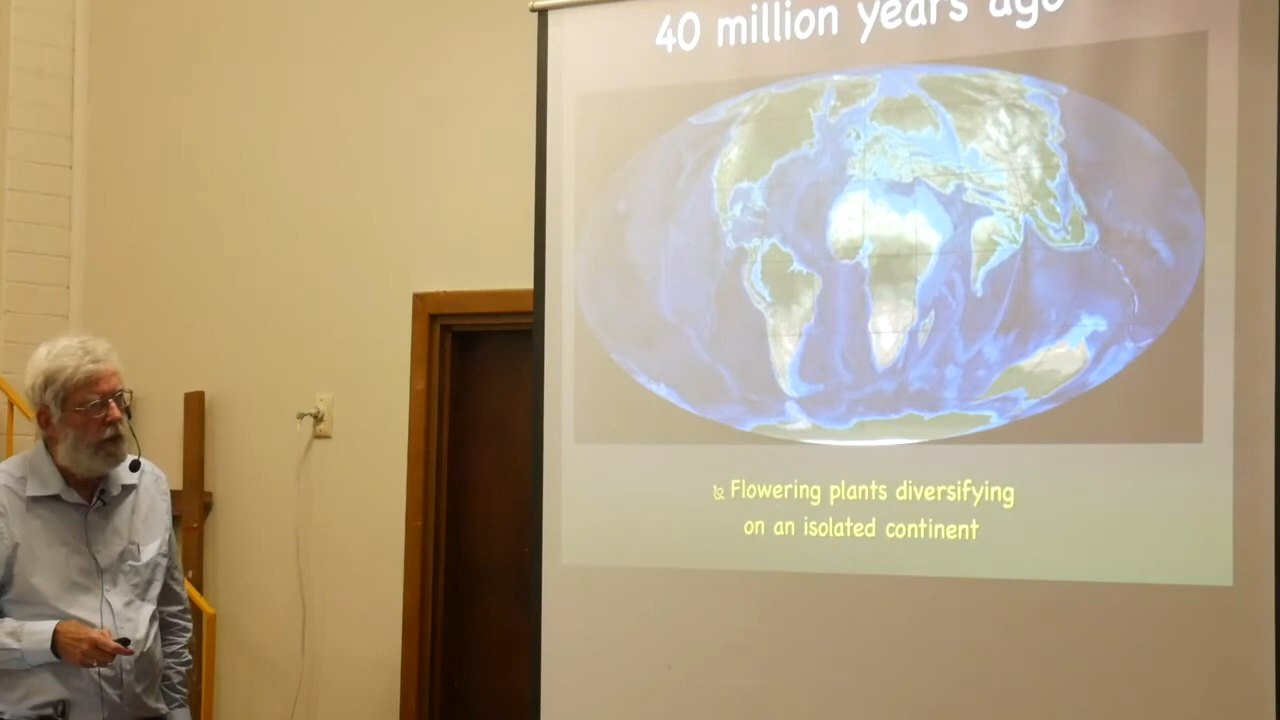 40 million years ago
Flowering plants diversifying
on an isolated continent